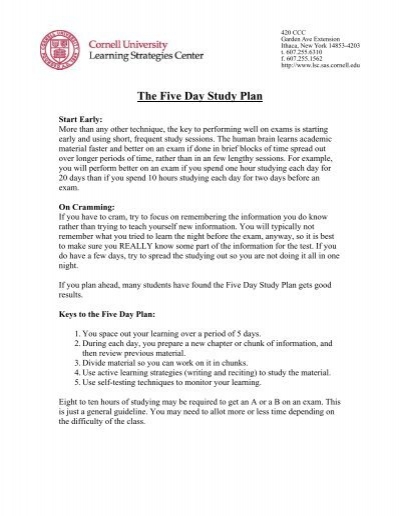 Cornell University
Learning Strategies Center
420 CCC
Garden Ave Extension
Ithaca, New York 14853-4203
t. 607.255.6310
f. 607.255.1562
http://www.lsc.sas.cornell.edu
The Five Day Study Plan
Start Early:
More than any other technique, the key to performing well on exams is starting
early and using short, frequent study sessions. The human brain learns academic
material faster and better on an exam if done in brief blocks of time spread out
over longer periods of time, rather than in few lengthy sessions. For example,
you will perform better on an exam if you spend one hour studying each day for
20 days than if you spend 10 hours studying each day for two days before an
exam.
On Cramming:
If you have to cram, try to focus on remembering the information you do know
rather than trying to teach yourself new information. You will typically not
remember what you tried to learn the night before the exam, anyway, so it is best
to make sure you REALLY know some part of the information for the test. If you
do have a few days, try to spread the studying out so you are not doing it all in one
night.
If you plan ahead, many students have found the Five Day Study Plan gets good
results.
Keys to the Five Day Plan:
1. You space out your learning over a period of 5 days.
2. During each day, you prepare a new chapter or chunk of information, and
then review previous material.
3. Divide material so you can work on it in chunks.
4. Use active learning strategies (writing and reciting) to study the material.
5. Use self-testing techniques to monitor your learning.
Eight to ten hours of studying may be required to get an A or a B on an exam. This
is just a general guideline. You may need to allot more or less time depending on
the difficulty of the class.